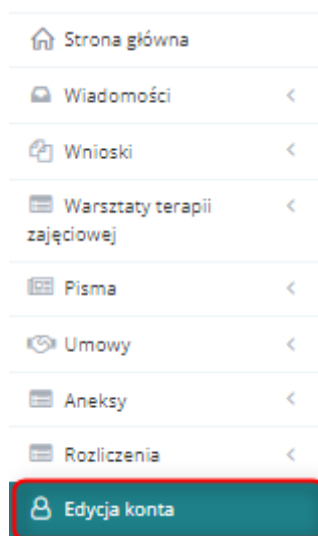 Strona główna
Wiadomości
Wnioski
Warsztaty terapii
zajęciowej
Pisma
Umowy
Aneksy
Rozliczenia
Edycja konta